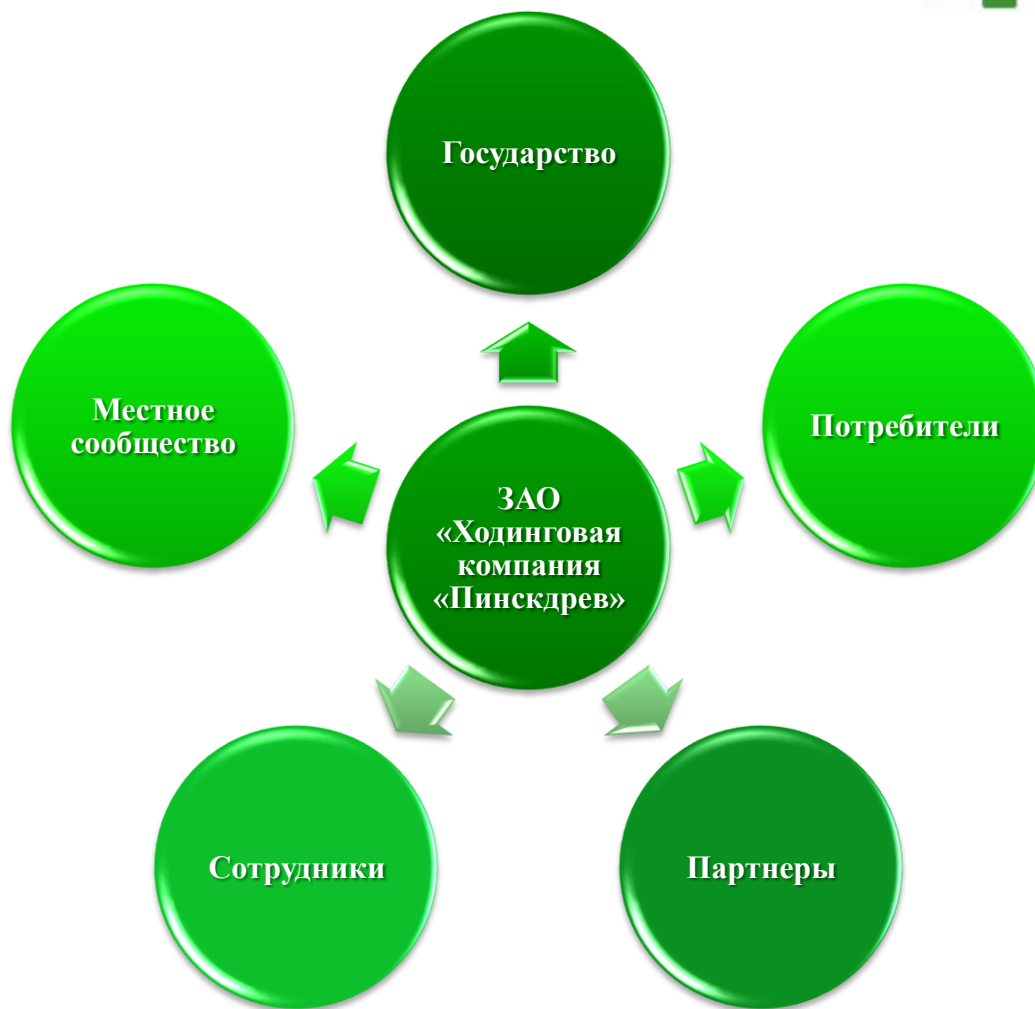 Государство
Местное
сообщество
Потребители
ЗАО
«Ходинговая
компания
«Пинскдрев»
Сотрудники
Партнеры